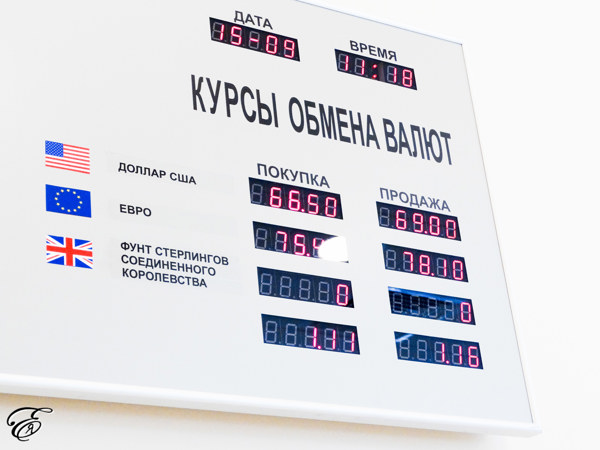 ДАТА
15-09
ВРЕМЯ
11:18
КУРСЫ ОБМЕНА ВАЛЮТ
ПОКУПКА
ПРОДАЖА
ДОЛЛАР США
66.50
69.00
ЕВРО
78.10
ФУНТ СТЕРЛИНГОВ
СОЕДИНЕННОГО
КОРОЛЕВСТВА
0
0
1.11
1.16